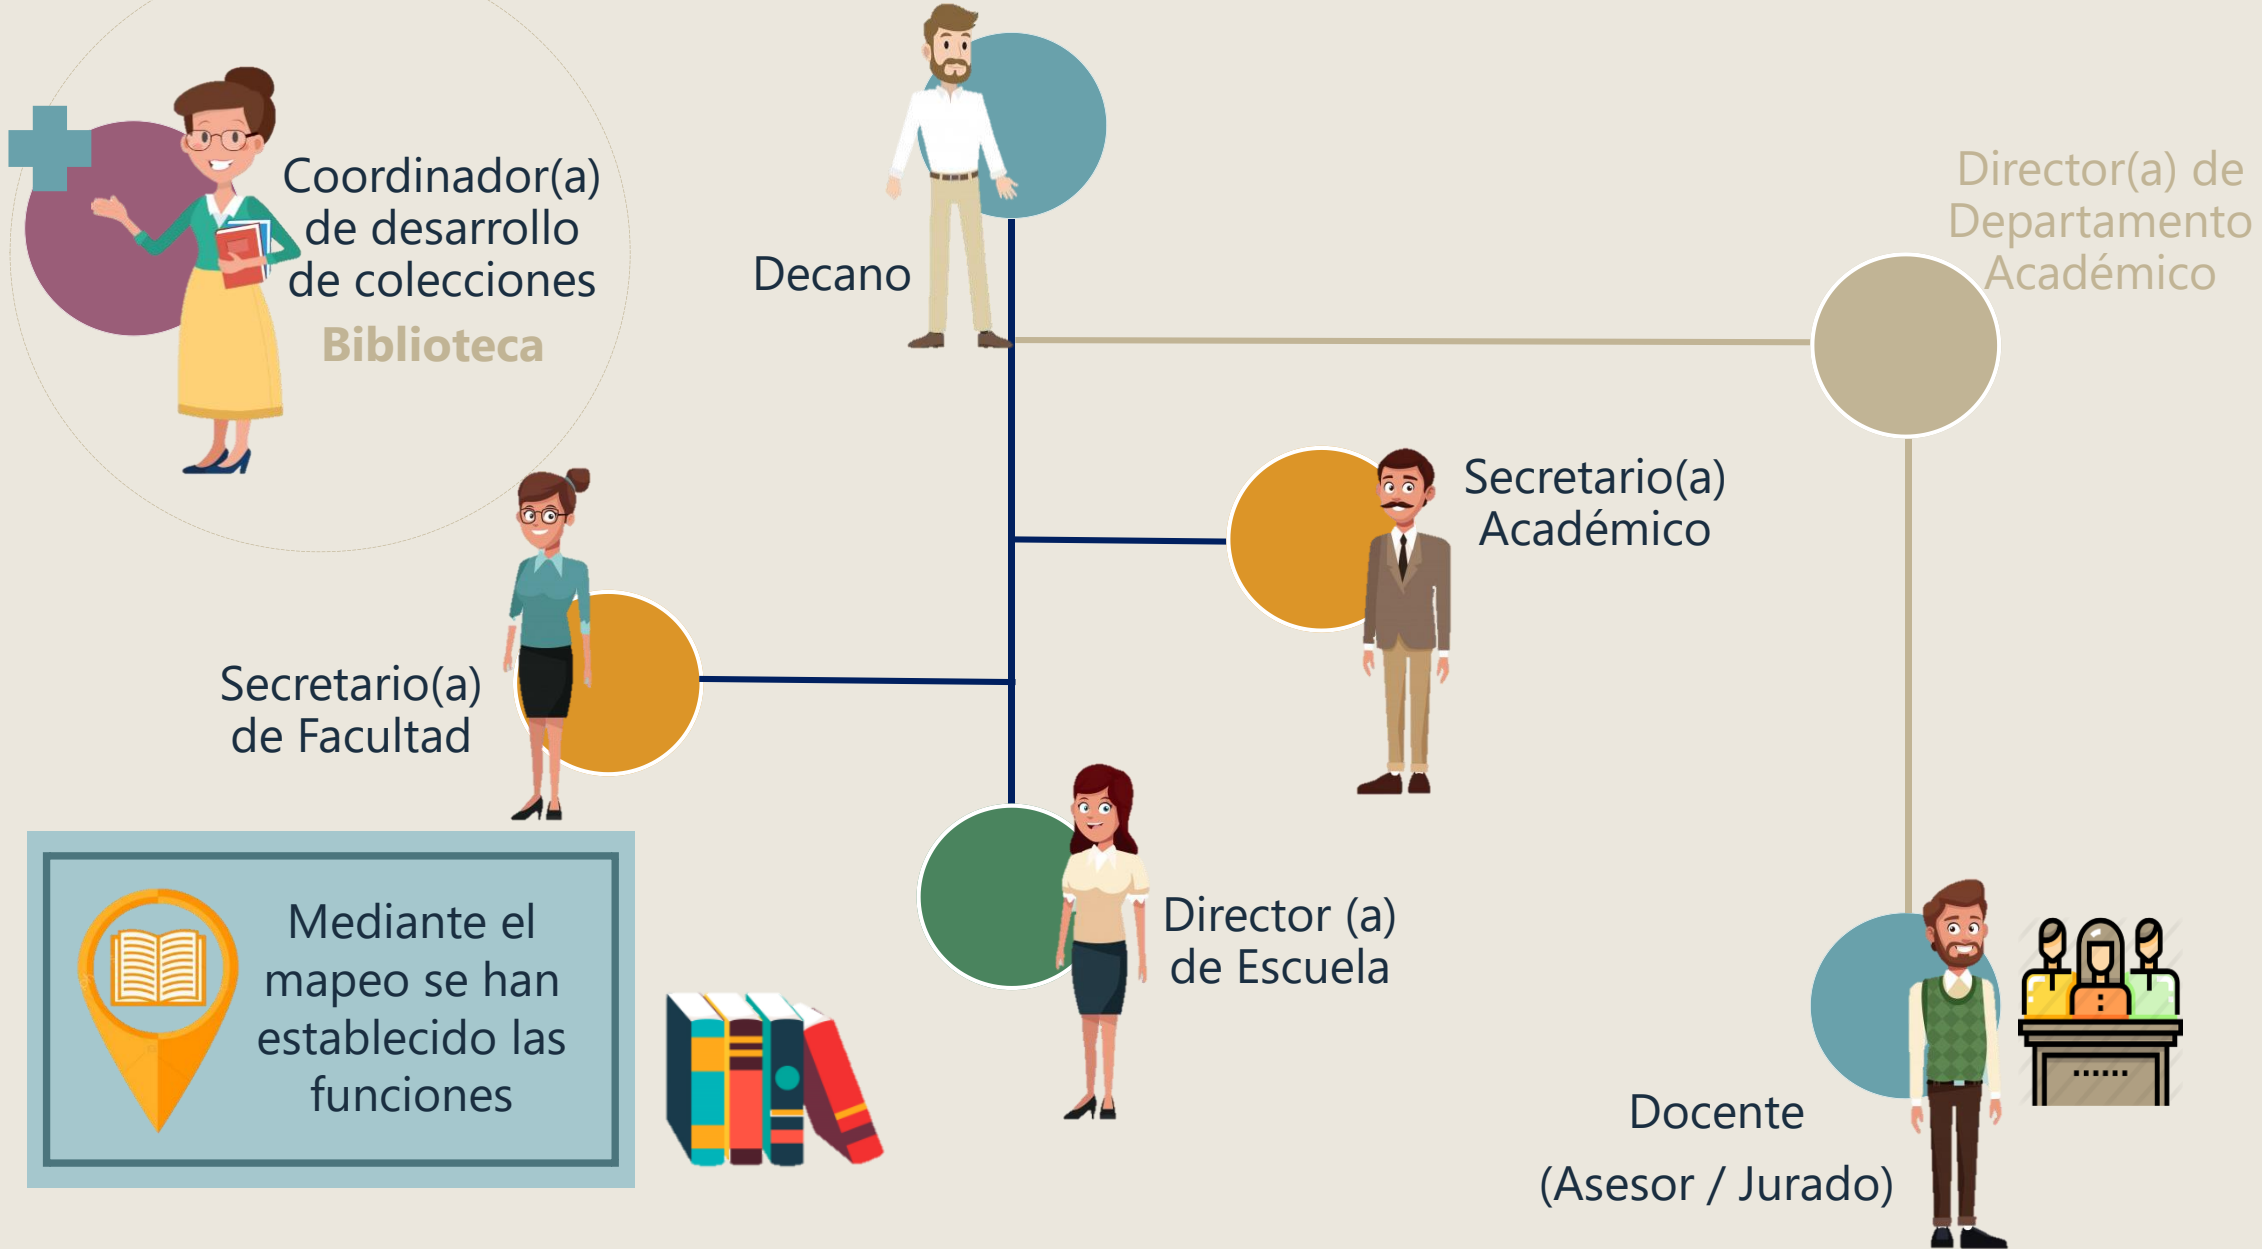 Coordinador(a)
de desarrollo
de colecciones
Biblioteca
Decano
Director(a) de
Departamento
Académico
Secretario(a)
Académico
Secretario(a)
de Facultad
Director (a)
de Escuela
Mediante el
mapeo se han
establecido las
funciones
Docente
(Asesor / Jurado)